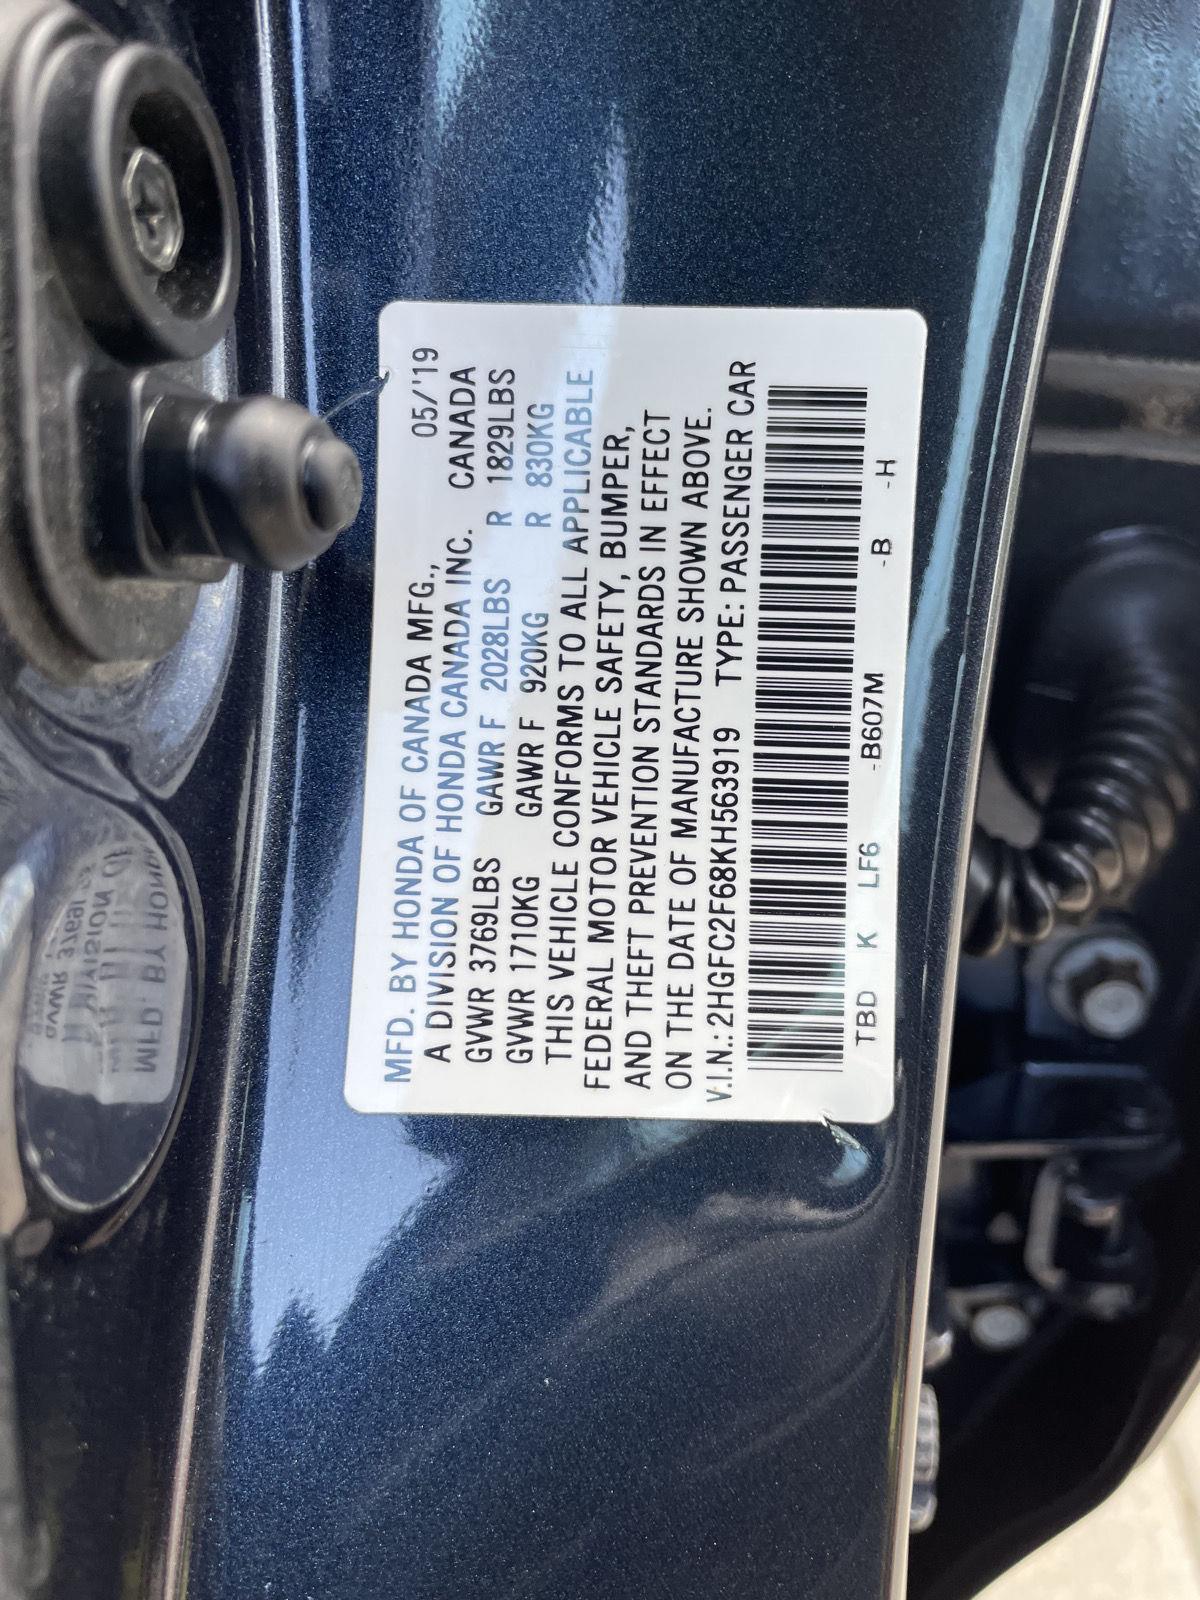 MFD. BY HONDA OF CANADA MFG., 05/'19
A DIVISION OF HONDA CANADA INC. CANADA
GVWR 3769LBS GAWR F 2028LBS R 1829LBS
GVWR 1710KG GAWR F 920KG R 830KG
THIS VEHICLE CONFORMS TO ALL APPLICABLE
FEDERAL MOTOR VEHICLE SAFETY, BUMPER,
AND THEFT PREVENTION STANDARDS IN EFFECT
ON THE DATE OF MANUFACTURE SHOWN ABOVE.
V.I.N.: 2HGFC2F68KH563919 TYPE: PASSENGER CAR
TBD K LF6 -B607M -B -H